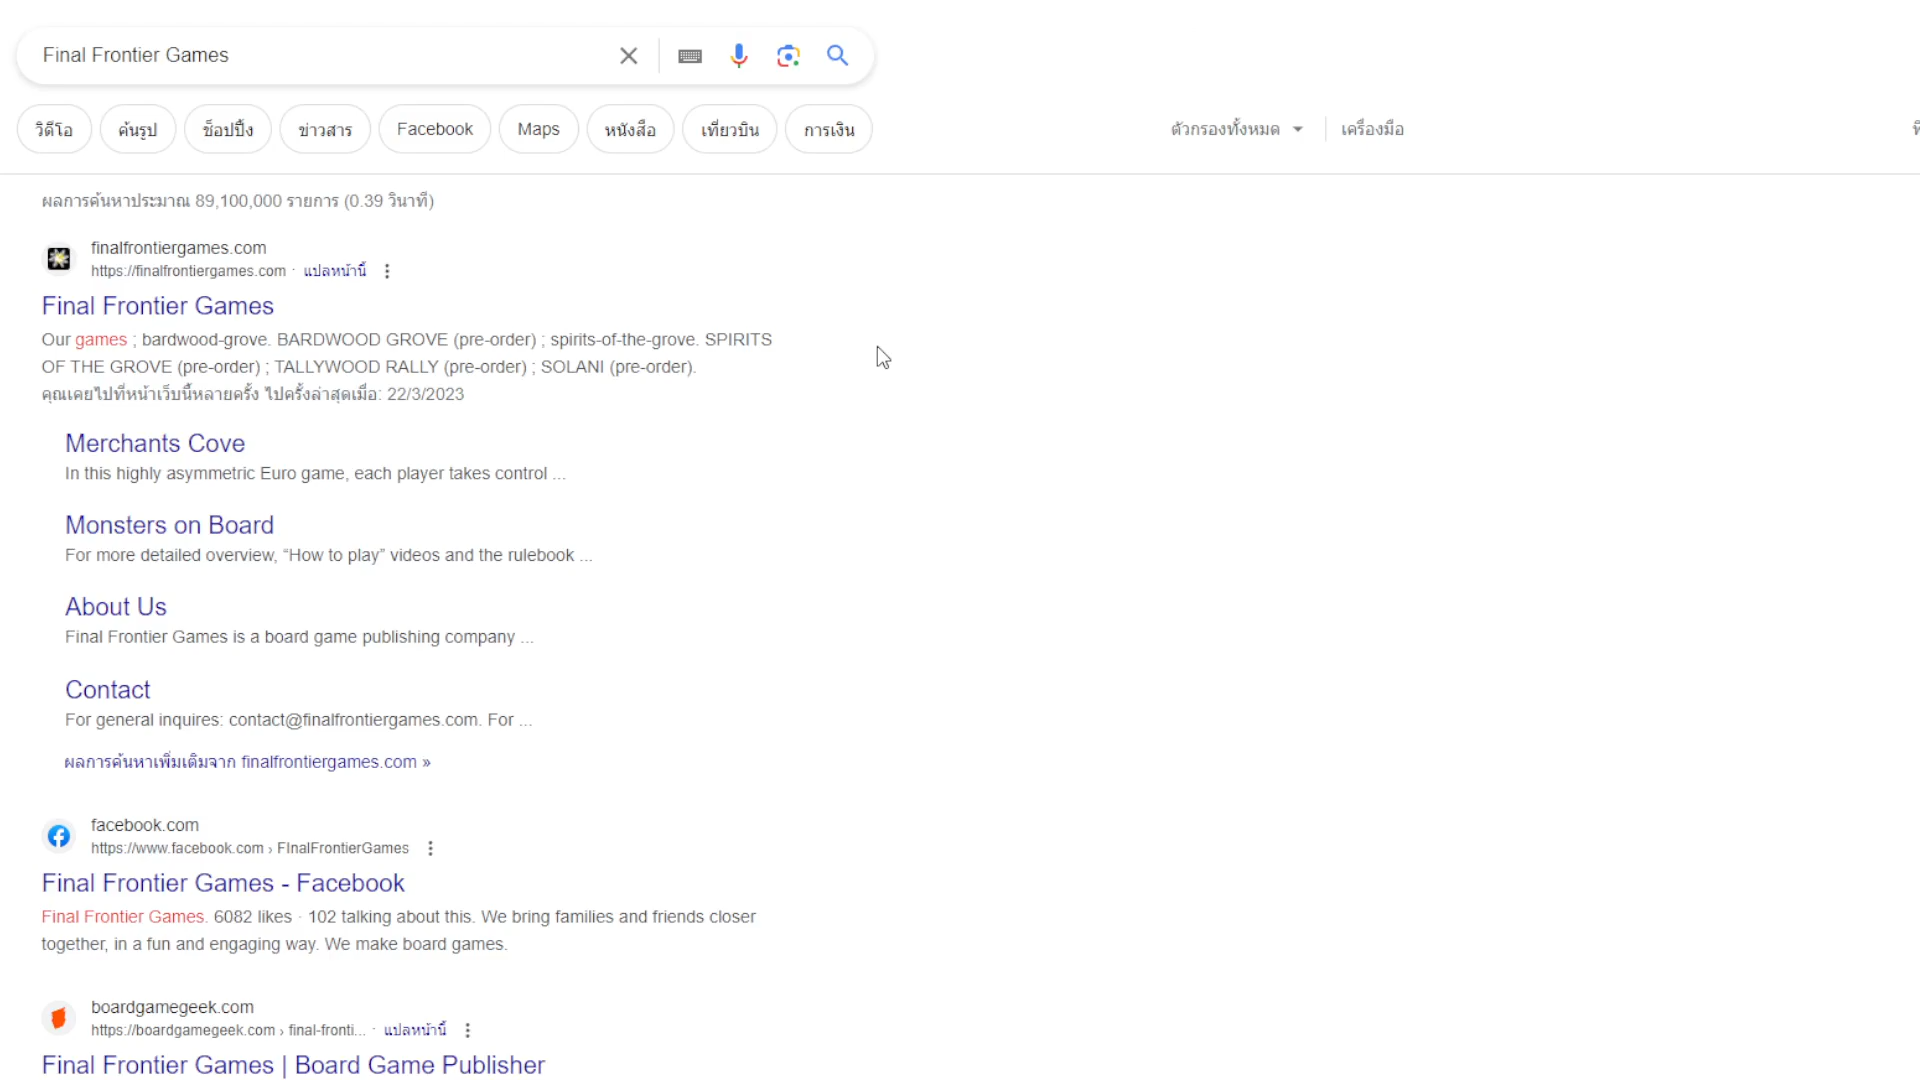 Final Frontier Games
วิดีโอ
ค้นรูป
ช็อปปิ้ง
ข่าวสาร
Facebook
Maps
หนังสือ
เที่ยวบิน
การเงิน
ตัวกรองทั้งหมด
เครื่องมือ
ผลการค้นหาประมาณ 89,100,000 รายการ (0.39 วินาที)
finalfrontiergames.com
https://finalfrontiergames.com · แปลหน้านี้
Final Frontier Games
Our games ; bardwood-grove. BARDWOOD GROVE (pre-order) ; spirits-of-the-grove. SPIRITS
OF THE GROVE (pre-order) ; TALLYWOOD RALLY (pre-order) ; SOLANI (pre-order).
คุณเคยไปที่หน้าเว็บนี้หลายครั้ง ไปครั้งล่าสุดเมื่อ: 22/3/2023
Merchants Cove
In this highly asymmetric Euro game, each player takes control ...
Monsters on Board
For more detailed overview, “How to play” videos and the rulebook ...
About Us
Final Frontier Games is a board game publishing company ...
Contact
For general inquires: contact@finalfrontiergames.com. For ...
ผลการค้นหาเพิ่มเติมจาก finalfrontiergames.com »
facebook.com
https://www.facebook.com › FInalFrontierGames
Final Frontier Games - Facebook
Final Frontier Games. 6082 likes · 102 talking about this. We bring families and friends closer
together, in a fun and engaging way. We make board games.
boardgamegeek.com
https://boardgamegeek.com › final-fronti... · แปลหน้านี้
Final Frontier Games | Board Game Publisher